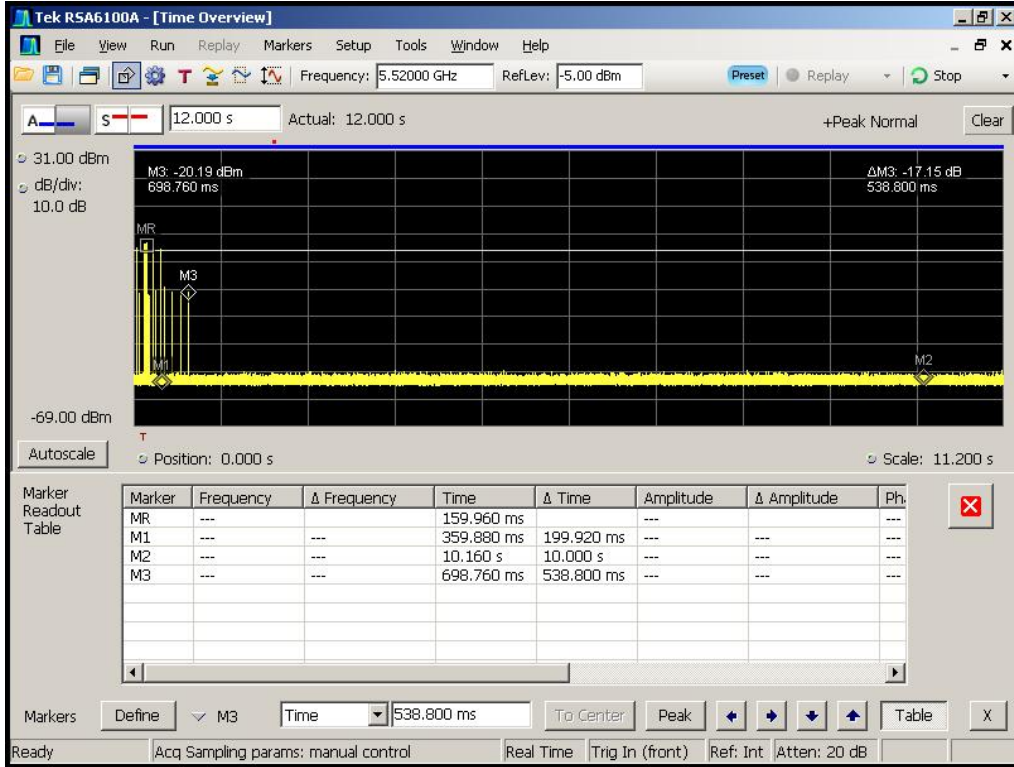 Tek RSA6100A - [Time Overview]
File View Run Replay Markers Setup Tools Window Help
T Frequency: 5.52000 GHz RefLev: -5.00 dBm Preset Replay Stop
A S 12.000 s Actual: 12.000 s +Peak Normal Clear
31.00 dBm
dB/div:
10.0 dB
M3: -20.19 dBm
698.760 ms
ΔM3: -17.15 dB
538.800 ms
MR
M3
M1
M2
-69.00 dBm
T
Autoscale Position: 0.000 s Scale: 11.200 s
Marker
Readout
Table
Marker Frequency Δ Frequency Time Δ Time Amplitude Δ Amplitude Ph.
MR --- 159.960 ms --- ---
M1 --- --- 359.880 ms 199.920 ms --- --- ---
M2 --- --- 10.160 s 10.000 s --- --- ---
M3 --- --- 698.760 ms 538.800 ms --- --- ---
Markers Define M3 Time 538.800 ms To Center Peak Table X
Ready Acq Sampling params: manual control Real Time Trig In (front) Ref: Int Atten: 20 dB